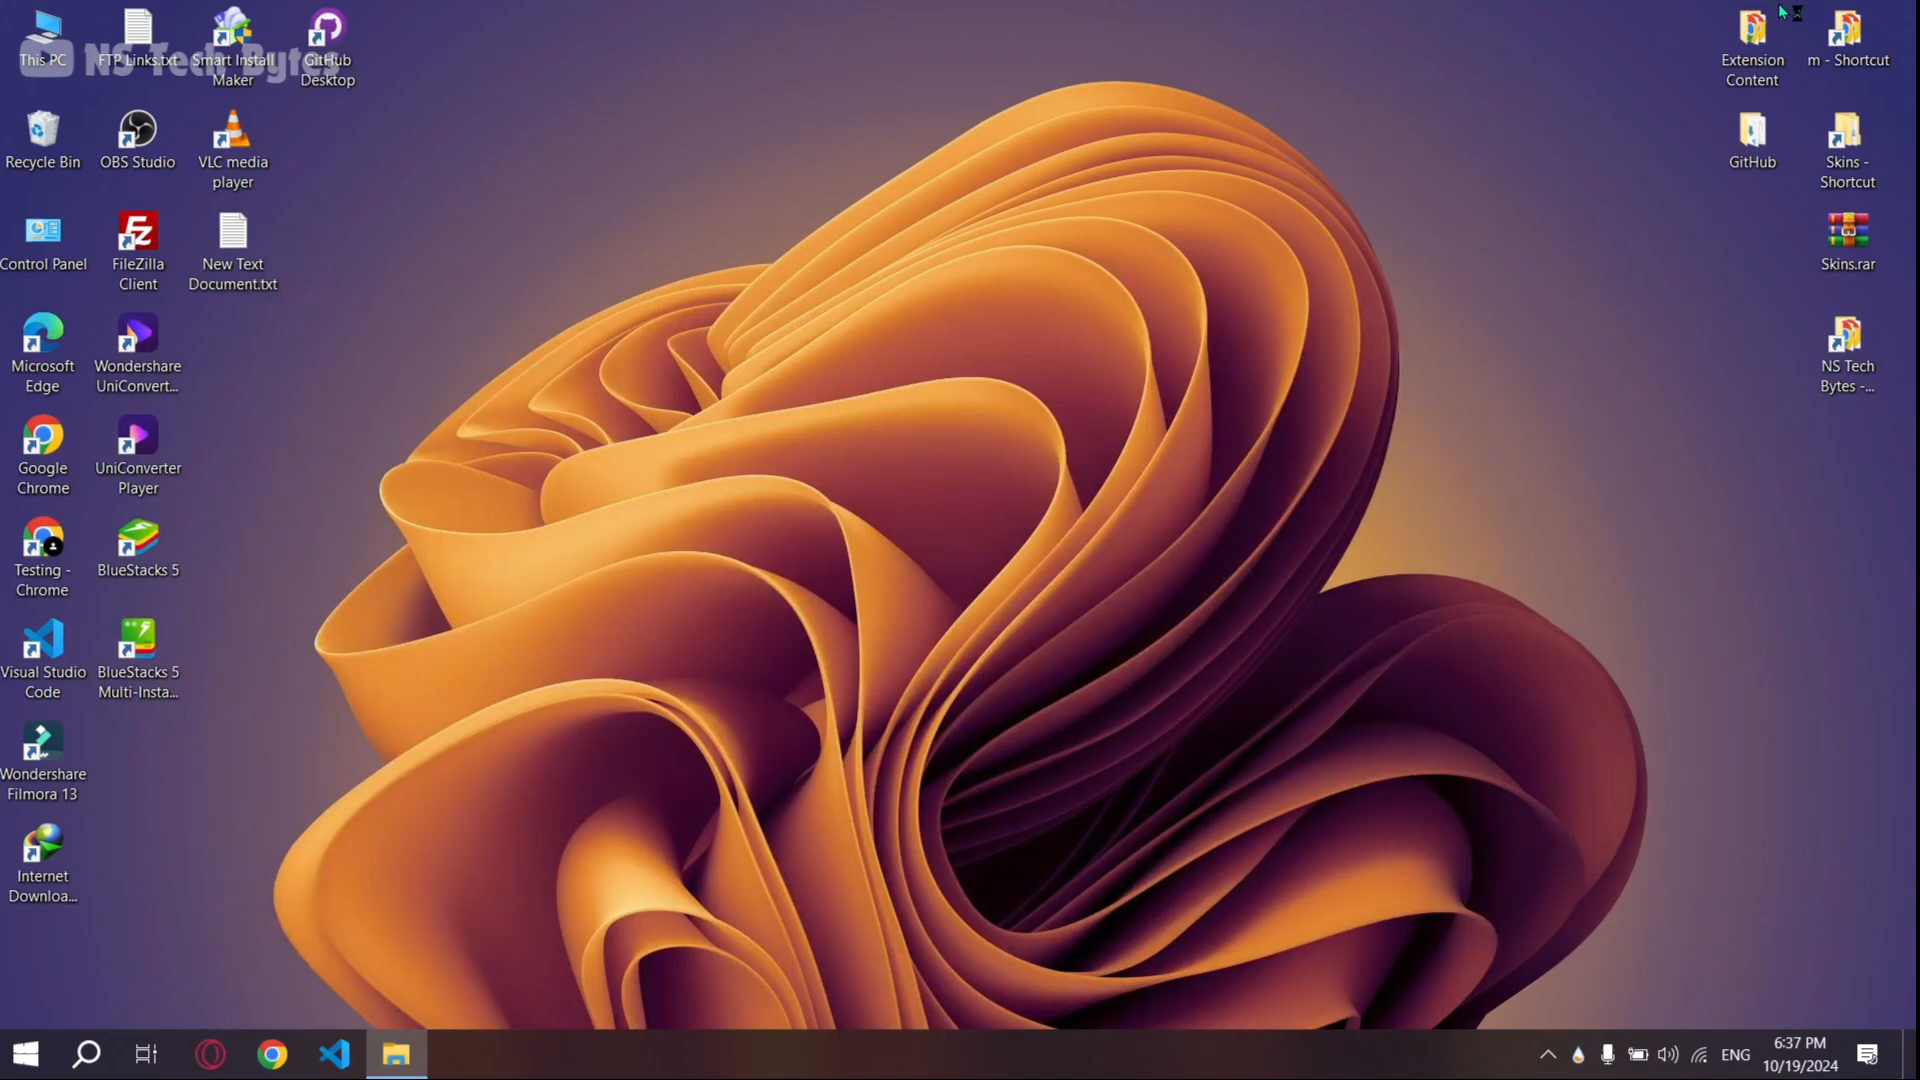 This PC
FTP Links.txt
Smart Install
Maker
GitHub
Desktop
NS Tech Bytes
Recycle Bin
OBS Studio
VLC media
player
Control Panel
FileZilla
Client
New Text
Document.txt
Microsoft
Edge
Wondershare
UniConvert...
Google
Chrome
UniConverter
Player
Testing -
Chrome
BlueStacks 5
Visual Studio
Code
BlueStacks 5
Multi-Insta...
Wondershare
Filmora 13
Internet
Downloa...
Extension
Content
m - Shortcut
GitHub
Skins -
Shortcut
Skins.rar
NS Tech
Bytes -...
ENG
6:37 PM
10/19/2024